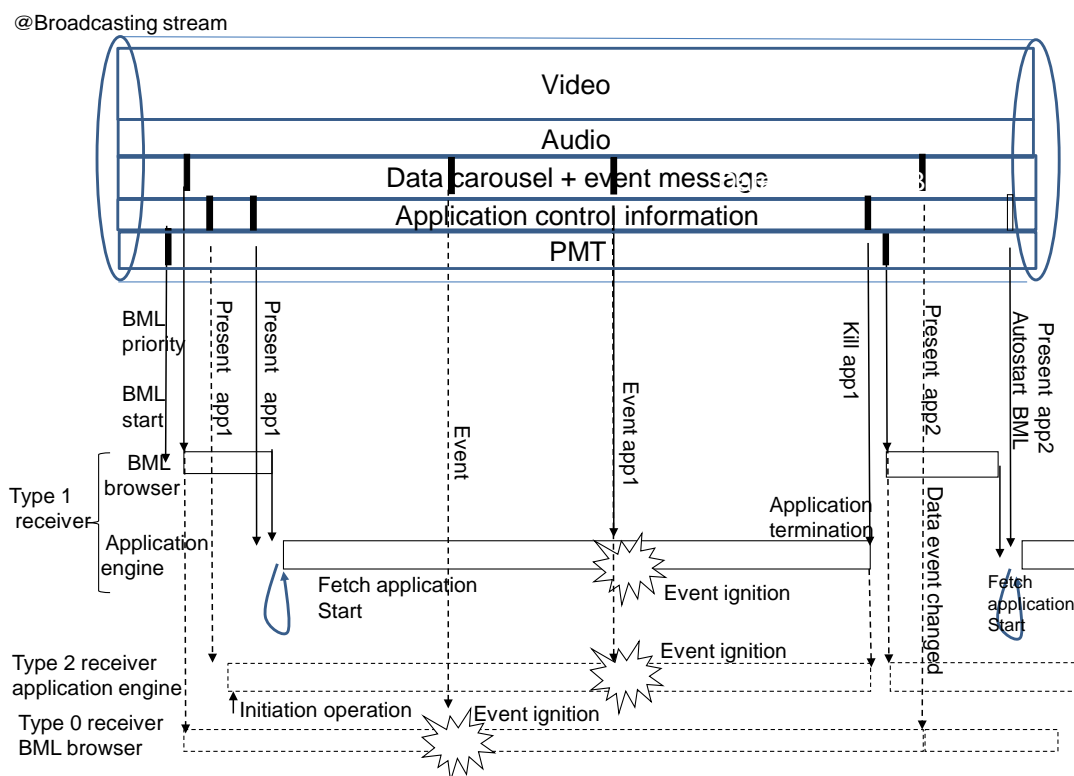 @Broadcasting stream
Video
Audio
Data carousel + event message
Application control information
PMT
BML
priority
BML
start
Present app1
Present app1
Event
Event app1
Kill app1
Present app2
Present app2
Autostart BML
BML
browser
Type 1
receiver
Application
engine
Application
termination
Data event changed
Fetch application
Start
Event ignition
Fetch
application
Start
Type 2 receiver
application engine
Event ignition
Initiation operation
Event ignition
Type 0 receiver
BML browser